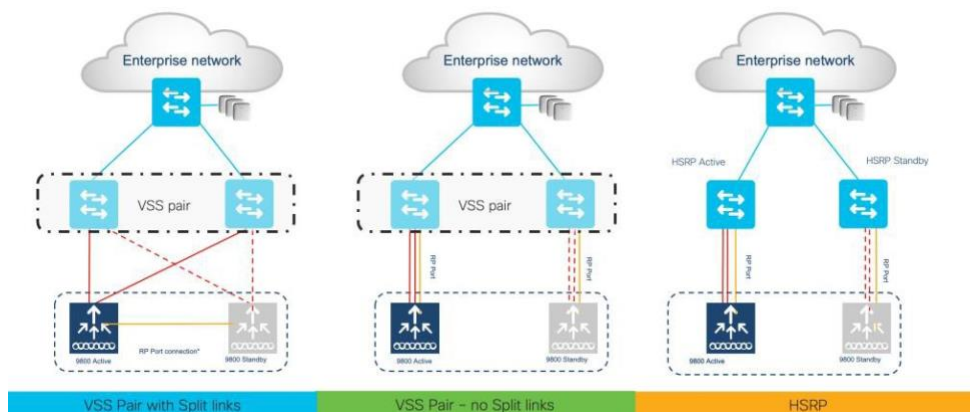 Enterprise network
VSS pair
RP Port connection*
9800 Active
9800 Standby
VSS Pair with Split links
Enterprise network
VSS pair
RP Port
RP Port
9800 Active
9800 Standby
VSS Pair – no Split links
Enterprise network
HSRP Active
HSRP Standby
RP Port
RP Port
9800 Active
9800 Standby
HSRP